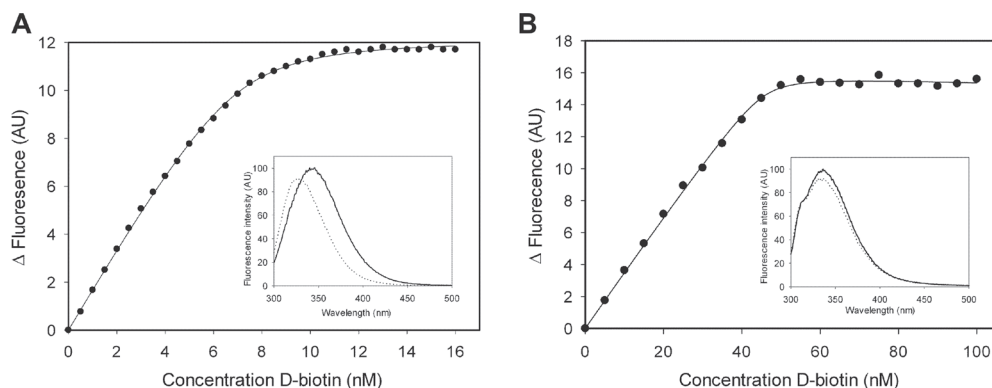 A
Δ Fluoresence (AU)
12
10
8
6
4
2
0
0 2 4 6 8 10 12 14 16
Concentration D-biotin (nM)
Fluorescence intensity (AU)
100
80
60
40
20
0
300 350 400 450 500
Wavelength (nm)
B
Δ Fluorecence (AU)
18
16
14
12
10
8
6
4
2
0
0 20 40 60 80 100
Concentration D-biotin (nM)
Fluorescence intensity (AU)
100
80
60
40
20
0
300 350 400 450 500
Wavelength (nm)